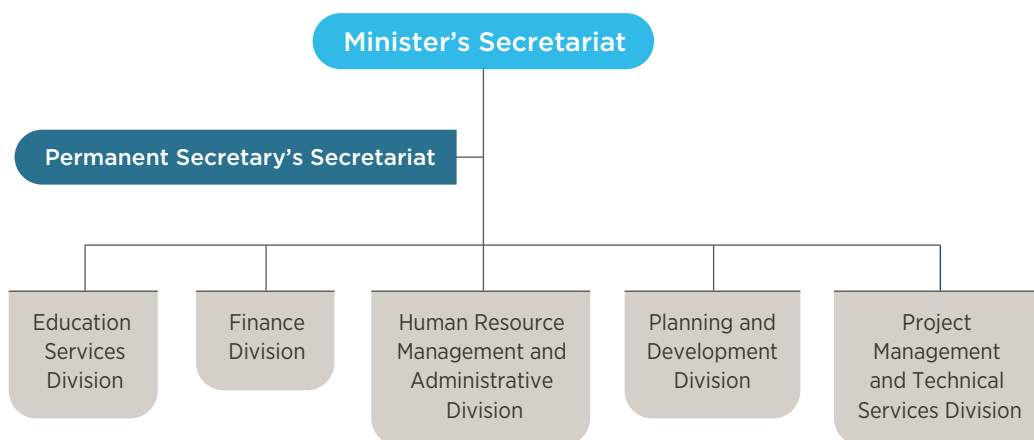 Minister’s Secretariat
Permanent Secretary’s Secretariat
Education
Services
Division
Finance
Division
Human Resource
Management and
Administrative
Division
Planning and
Development
Division
Project
Management
and Technical
Services Division